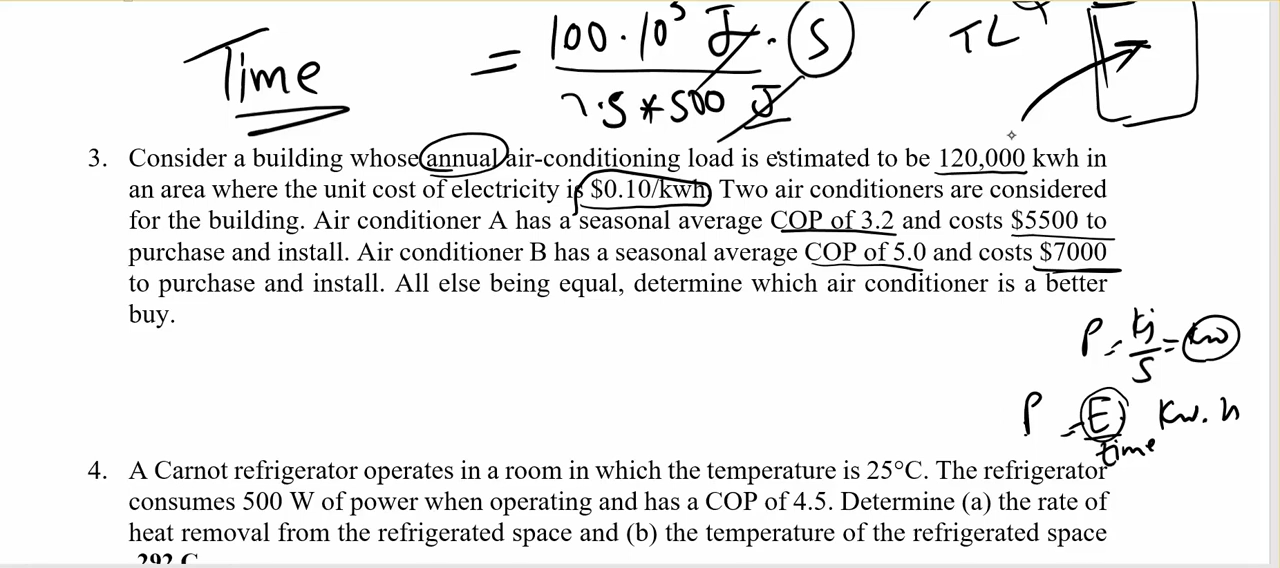 Time = 100 · 10³ J · S
7.5 * 500 J
TL
3. Consider a building whose annual air-conditioning load is estimated to be 120,000 kwh in
an area where the unit cost of electricity is $0.10/kwh. Two air conditioners are considered
for the building. Air conditioner A has a seasonal average COP of 3.2 and costs $5500 to
purchase and install. Air conditioner B has a seasonal average COP of 5.0 and costs $7000
to purchase and install. All else being equal, determine which air conditioner is a better
buy.
P = kj/s = kw
P = E/time Kw.h
4. A Carnot refrigerator operates in a room in which the temperature is 25°C. The refrigerator
consumes 500 W of power when operating and has a COP of 4.5. Determine (a) the rate of
heat removal from the refrigerated space and (b) the temperature of the refrigerated space